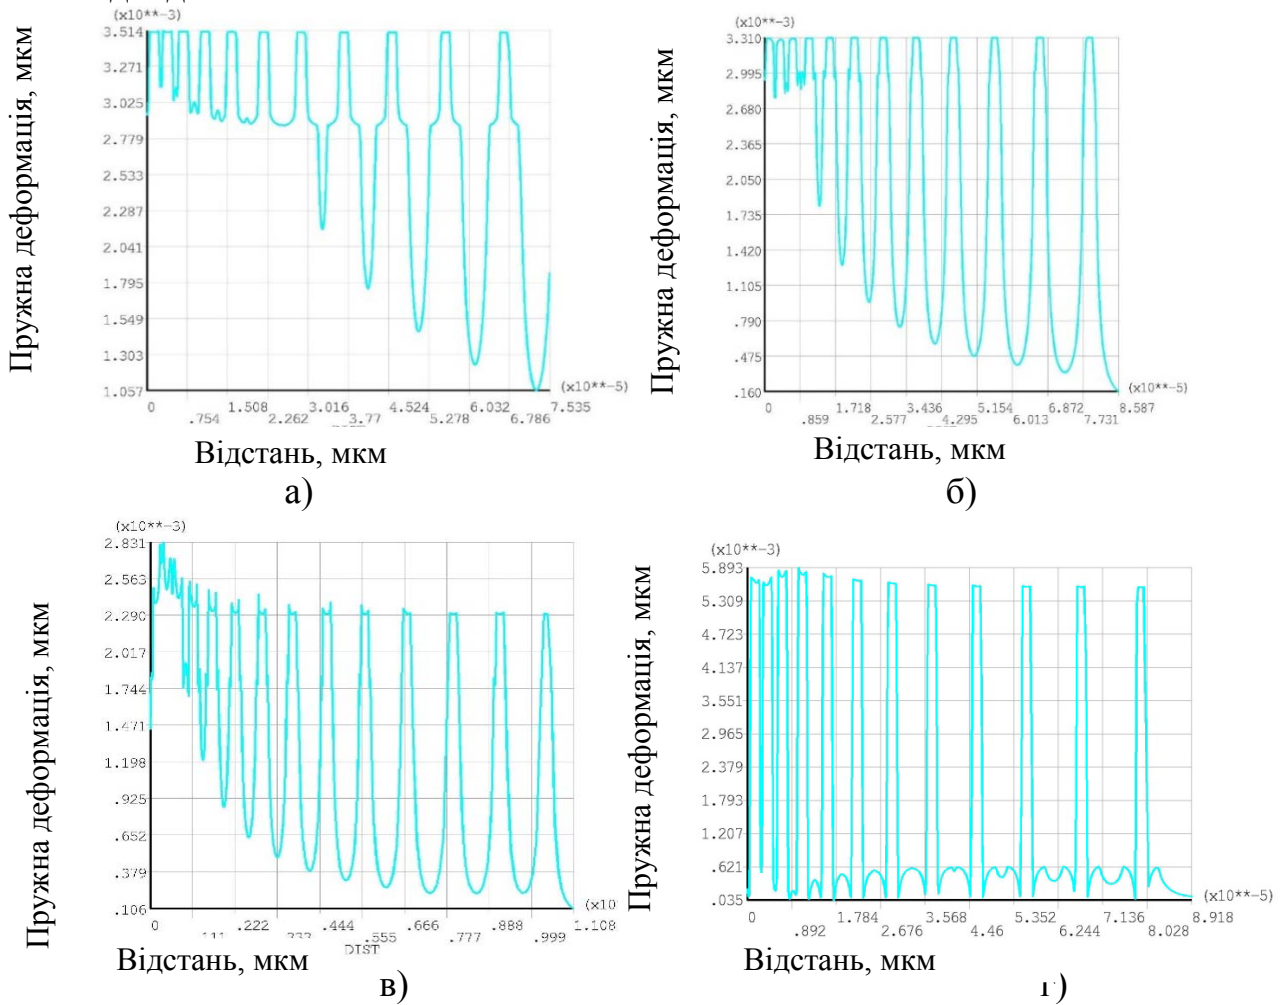 (x10**-3)
3.514
3.271
3.025
2.779
2.533
2.287
2.041
1.795
1.549
1.303
1.057
(x10**-5)
0 1.508 3.016 4.524 6.032 7.535
.754 2.262 3.77 5.278 6.786
Пружна деформація, мкм
Відстань, мкм
а)
(x10**-3)
3.310
2.995
2.680
2.365
2.050
1.735
1.420
1.105
.790
.475
.160
(x10**-5)
0 1.718 3.436 5.154 6.872 8.587
.859 2.577 4.295 6.013 7.731
Пружна деформація, мкм
Відстань, мкм
б)
(x10**-3)
2.831
2.563
2.290
2.017
1.744
1.471
1.198
.925
.652
.379
.106
(x10
0 .222 .444 .666 .888 1.108
.555 .777 .999
DIST
Пружна деформація, мкм
Відстань, мкм
в)
(x10**-3)
5.893
5.309
4.723
4.137
3.551
2.965
2.379
1.793
1.207
.621
.035
(x10**-5)
0 1.784 3.568 5.352 7.136 8.918
.892 2.676 4.46 6.244 8.028
Пружна деформація, мкм
Відстань, мкм
г)